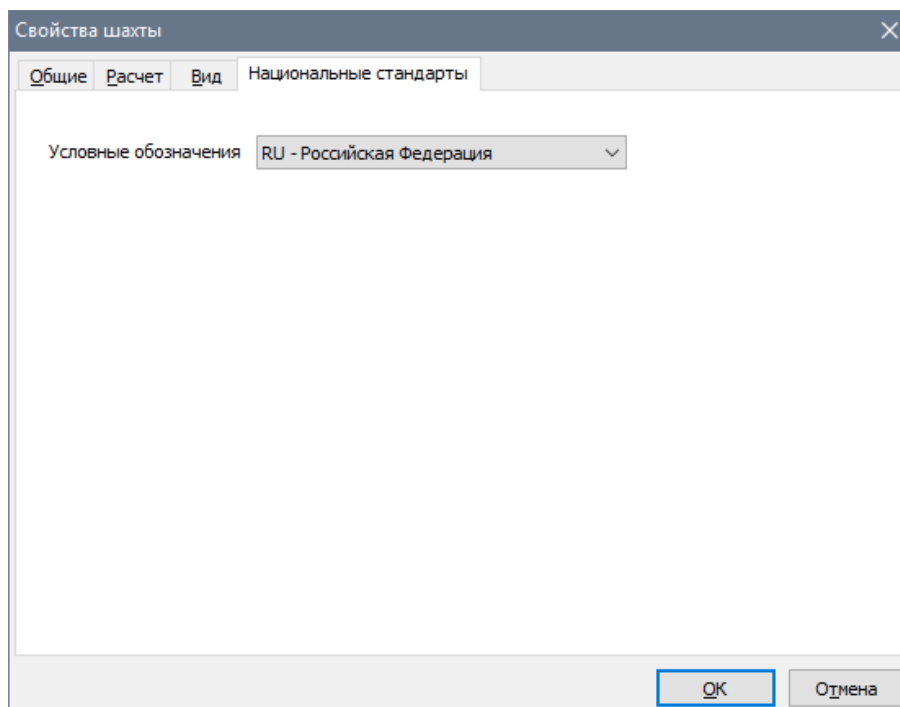 Свойства шахты
Общие Расчет Вид Национальные стандарты
Условные обозначения RU - Российская Федерация
OK Отмена